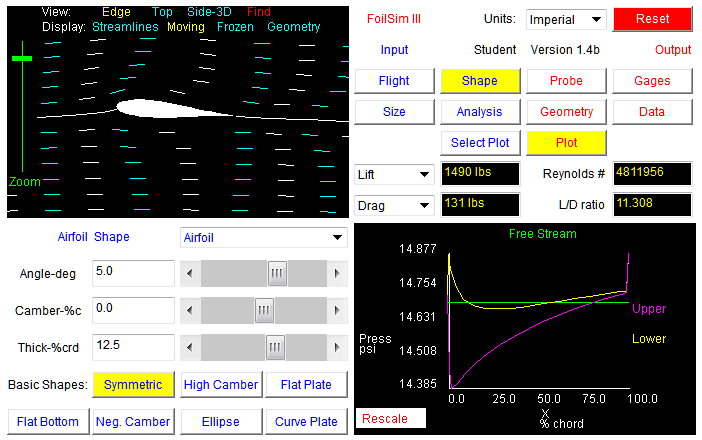 View: Edge Top Side-3D Find
Display: Streamlines Moving Frozen Geometry
Zoom
FoilSim III Units: Imperial Reset
Input Student Version 1.4b Output
Flight Shape Probe Gages
Size Analysis Geometry Data
Select Plot Plot
Lift 1490 lbs Reynolds # 4811956
Drag 131 lbs L/D ratio 11.308
Airfoil Shape Airfoil
Angle-deg 5.0
Camber-%c 0.0
Thick-%crd 12.5
Basic Shapes: Symmetric High Camber Flat Plate
Flat Bottom Neg. Camber Ellipse Curve Plate
Free Stream
14.877
14.754
14.631
14.508
14.385
Press
psi
Upper
Lower
0.0 25.0 50.0 75.0 100.0
X
% chord
Rescale